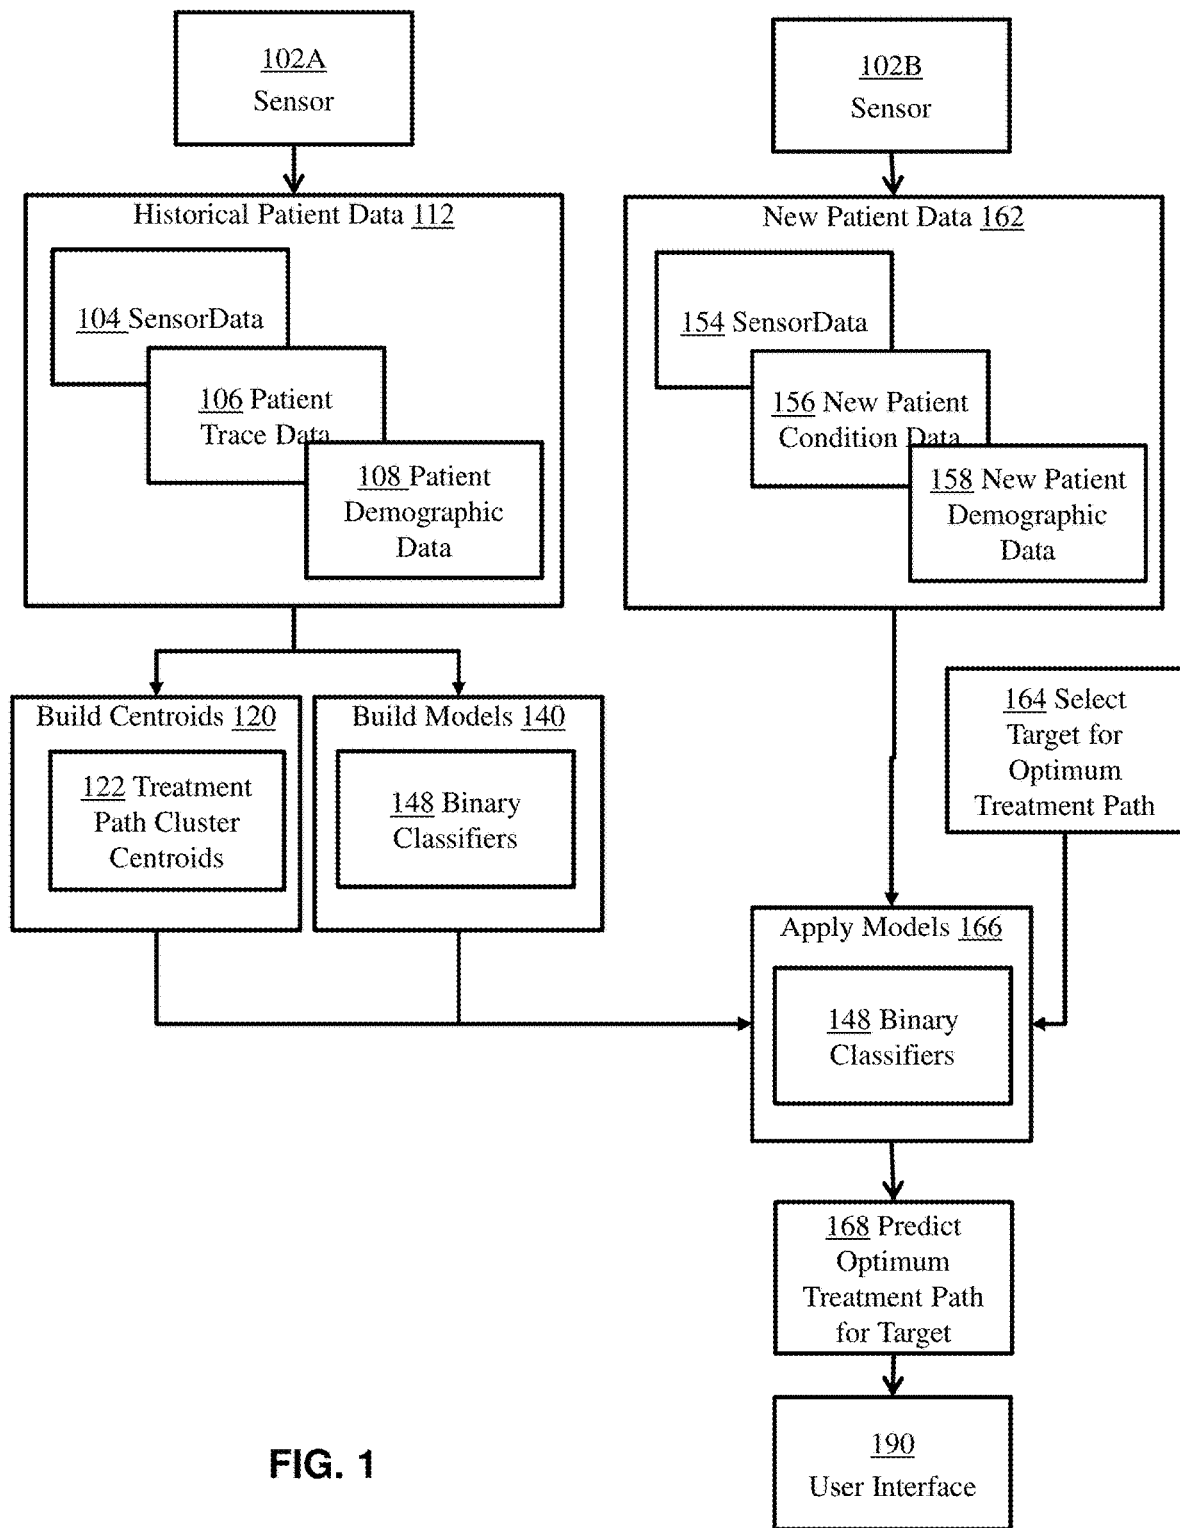 102A
Sensor
102B
Sensor
Historical Patient Data 112
104 SensorData
106 Patient
Trace Data
108 Patient
Demographic
Data
New Patient Data 162
154 SensorData
156 New Patient
Condition Data
158 New Patient
Demographic
Data
Build Centroids 120
122 Treatment
Path Cluster
Centroids
Build Models 140
148 Binary
Classifiers
164 Select
Target for
Optimum
Treatment Path
Apply Models 166
148 Binary
Classifiers
168 Predict
Optimum
Treatment Path
for Target
190
User Interface
FIG. 1